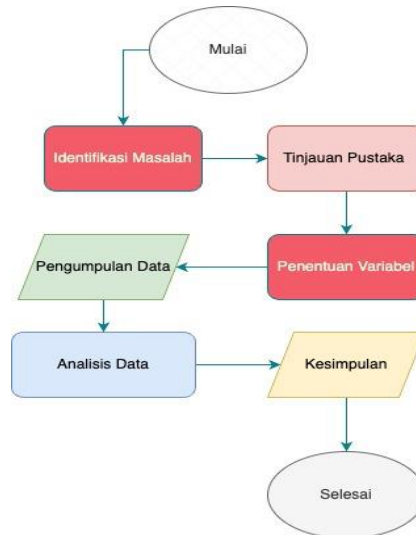 Mulai
Identifikasi Masalah
Tinjauan Pustaka
Penentuan Variabel
Pengumpulan Data
Analisis Data
Kesimpulan
Selesai